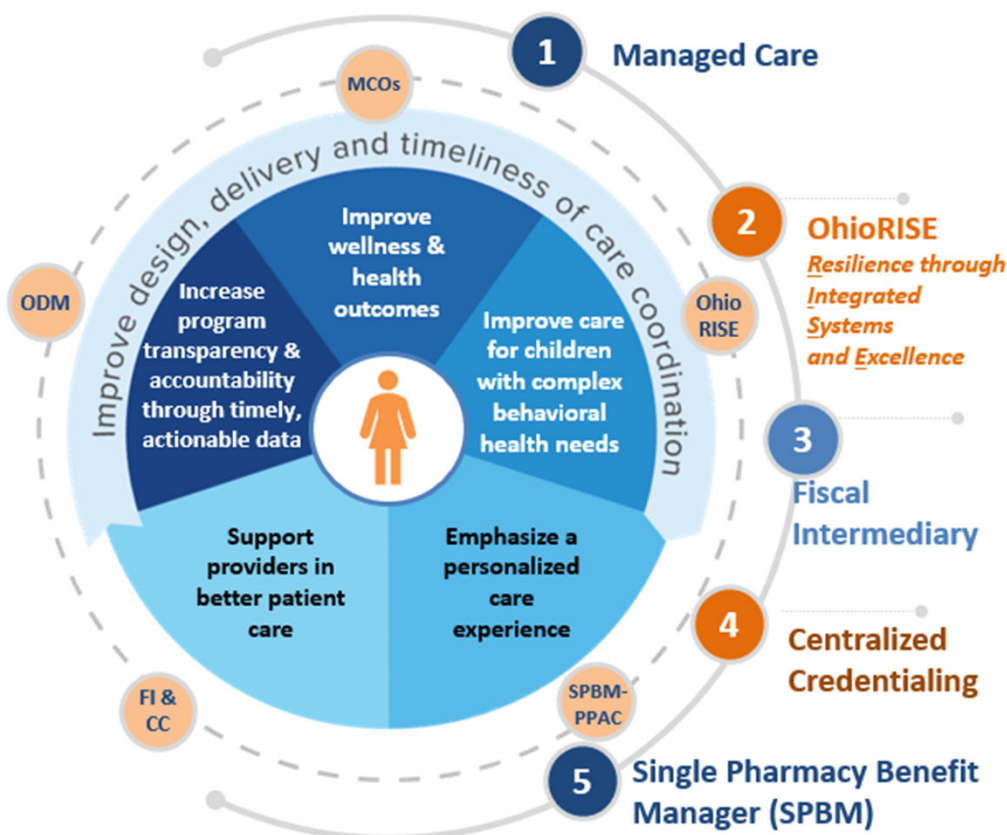 1
Managed Care
MCOs
Improve design, delivery and timeliness of care coordination
Improve
wellness &
health
outcomes
2
OhioRISE
Resilience through
Integrated
Systems
and Excellence
ODM
Increase
program
transparency &
accountability
through timely,
actionable data
Ohio
RISE
Improve care
for children
with complex
behavioral
health needs
3
Fiscal
Intermediary
Support
providers in
better patient
care
Emphasize a
personalized
care
experience
4
Centralized
Credentialing
FI &
CC
SPBM-
PPAC
5
Single Pharmacy Benefit
Manager (SPBM)